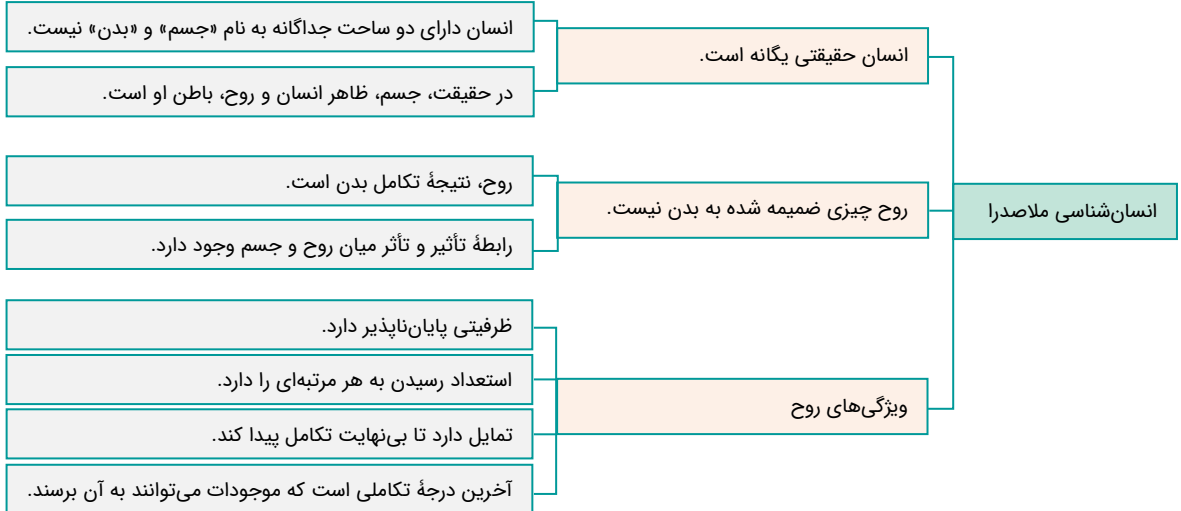 انسان‌شناسی ملاصدرا
انسان حقیقتی یگانه است.
انسان دارای دو ساحت جداگانه به نام «جسم» و «بدن» نیست.
در حقیقت، جسم، ظاهر انسان و روح، باطن او است.
روح چیزی ضمیمه شده به بدن نیست.
روح، نتیجهٔ تکامل بدن است.
رابطهٔ تأثیر و تأثر میان روح و جسم وجود دارد.
ویژگی‌های روح
ظرفیتی پایان‌ناپذیر دارد.
استعداد رسیدن به هر مرتبه‌ای را دارد.
تمایل دارد تا بی‌نهایت تکامل پیدا کند.
آخرین درجهٔ تکاملی است که موجودات می‌توانند به آن برسند.